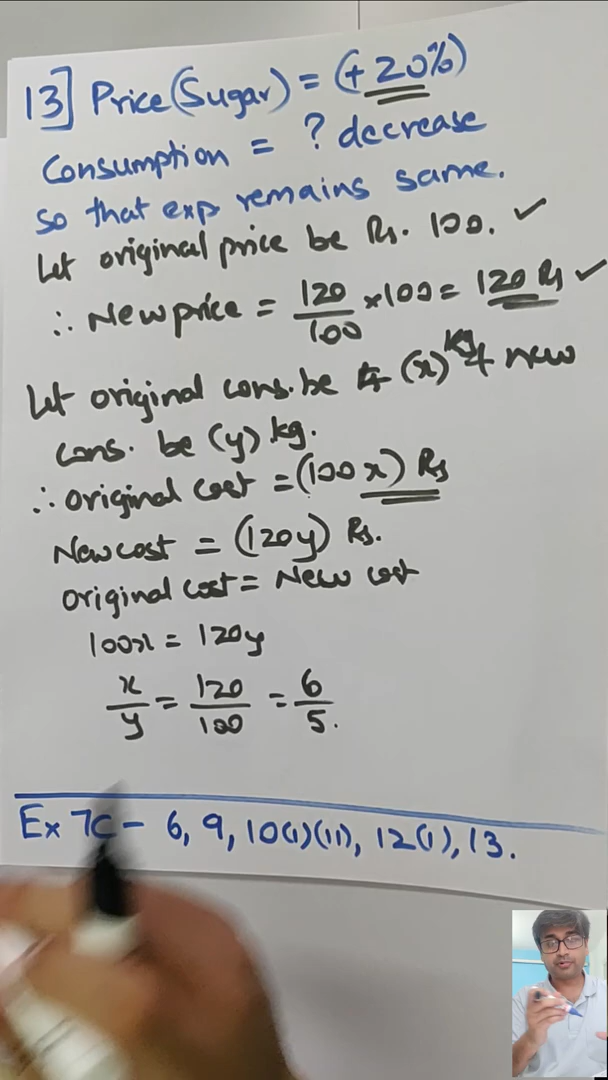 13] Price(Sugar) = (+20%)
Consumption = ? decrease
so that exp remains same.
Let original price be Rs. 100. ✓
∴ New price = 120/100 × 100 = 120 Rs ✓
Let original cons. be (x) kg & new
cons. be (y) kg.
∴ original cost = (100x) Rs
New cost = (120y) Rs.
original cost = New cost
100x = 120y
x/y = 120/100 = 6/5.
Ex 7C - 6, 9, 10(i)(ii), 12(i), 13.